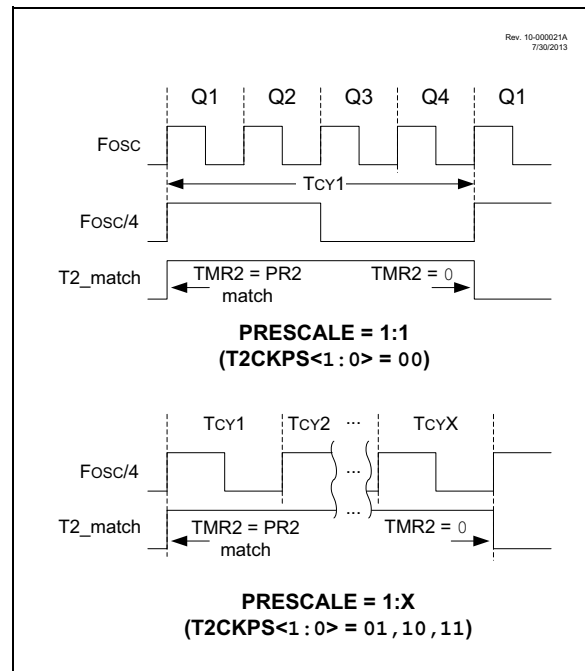 Rev. 10-000021A
7/30/2013
Q1 Q2 Q3 Q4 Q1
FOSC
TCY1
FOSC/4
T2_match
TMR2 = PR2
match
TMR2 = 0
PRESCALE = 1:1
(T2CKPS<1:0> = 00)
TCY1 TCY2 ... TCYX
FOSC/4
...
T2_match
...
TMR2 = PR2
match
TMR2 = 0
PRESCALE = 1:X
(T2CKPS<1:0> = 01,10,11)